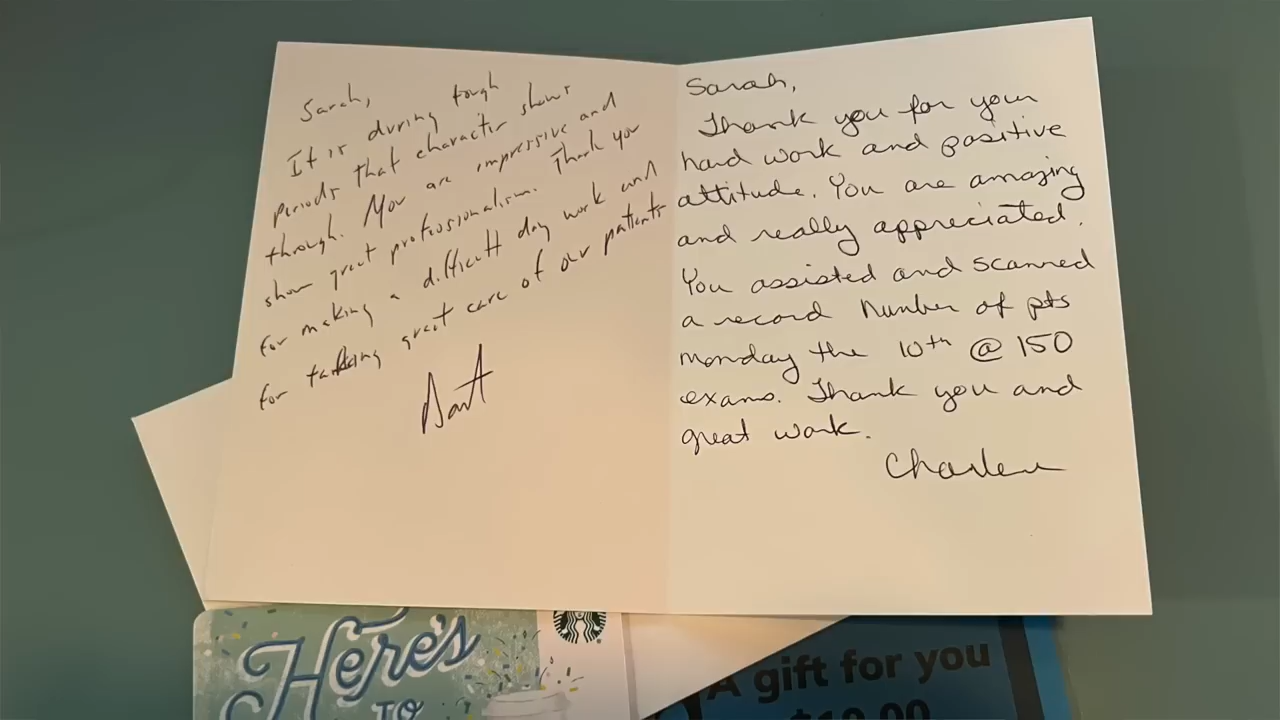 Sarah,
It is during tough
periods that character shows
through. You are impressive and
show great professionalism. Thank you
for making a difficult day work and
for taking great care of our patients
Sarah,
Thank you for your
hard work and positive
attitude. You are amazing
and really appreciated.
You assisted and scanned
a record number of pts
Monday the 10th @ 150
exams. Thank you and
great work.
Charlene
HERE'S
TO
A gift for you
$10.00